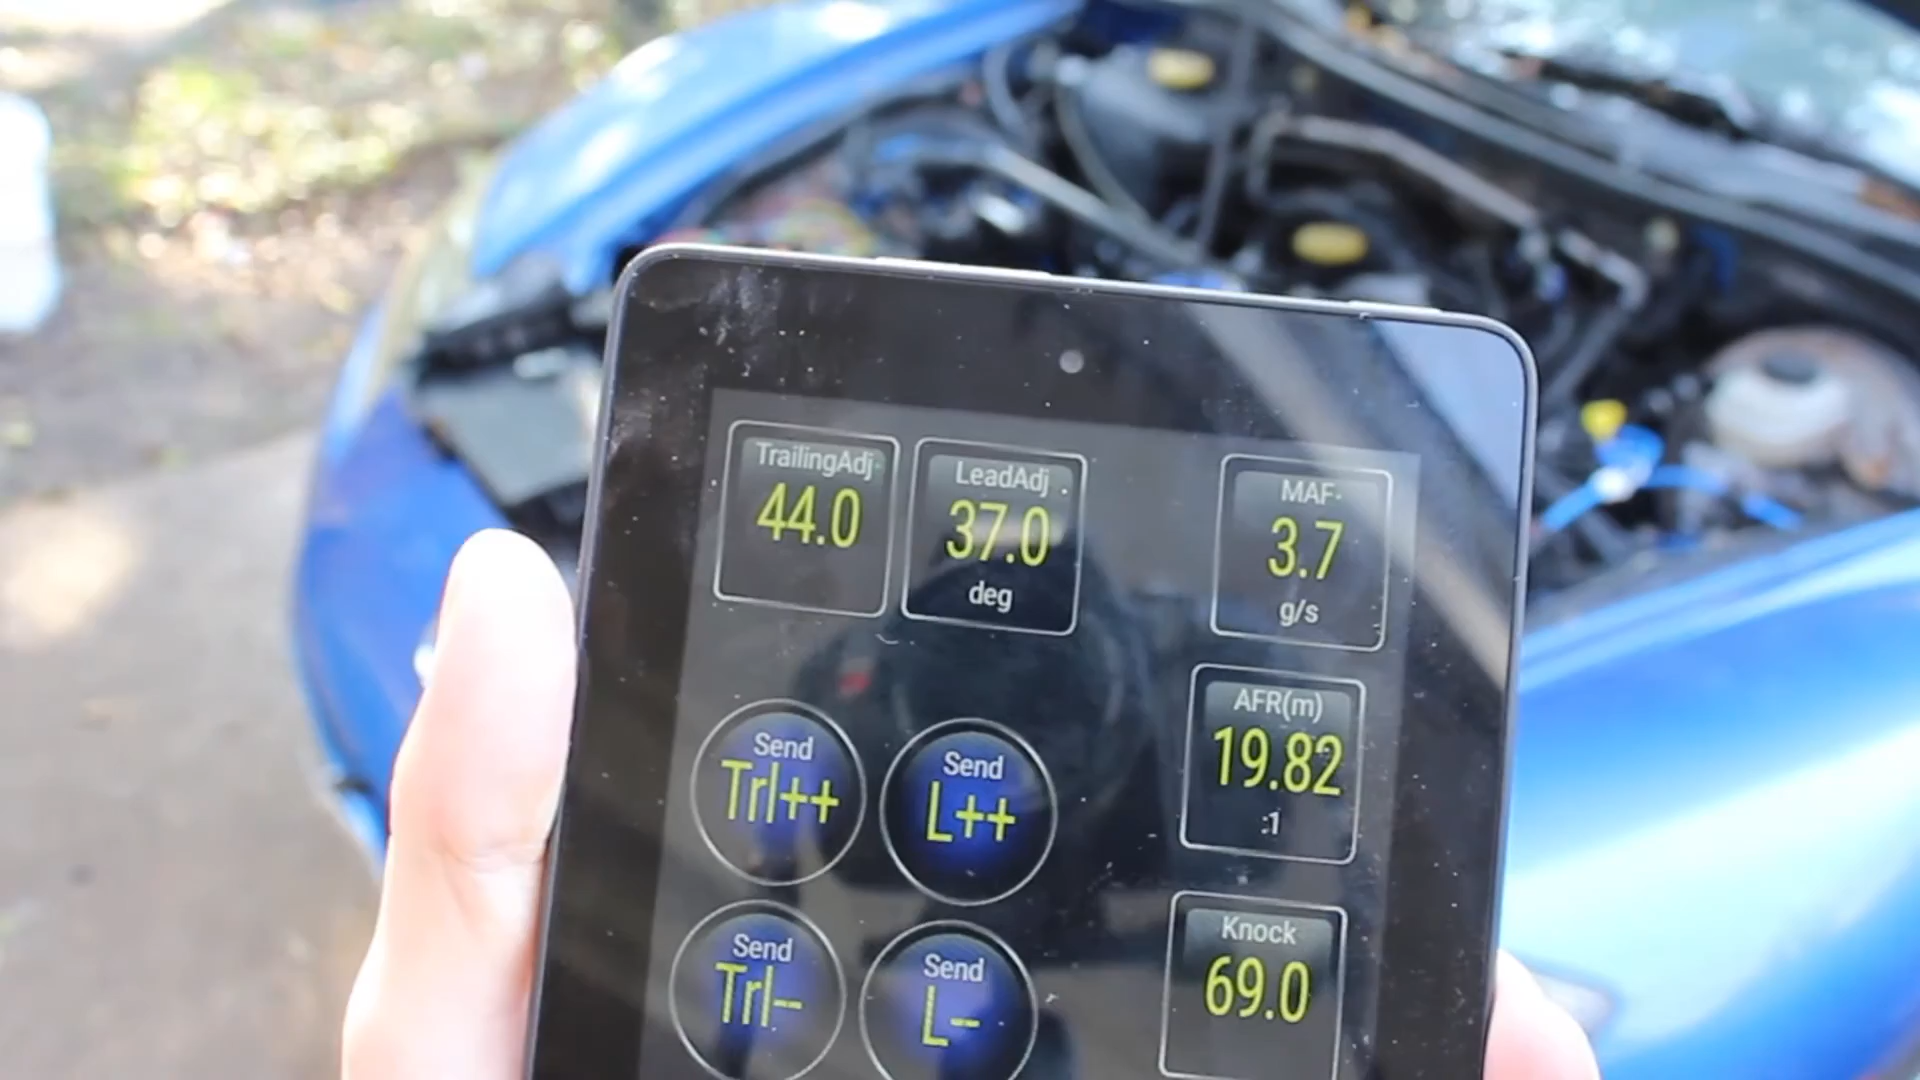 TrailingAdj
44.0
LeadAdj
37.0
deg
MAF
3.7
g/s
AFR(m)
19.82
:1
Send
Trl++
Send
L++
Knock
69.0
Send
Trl--
Send
L--